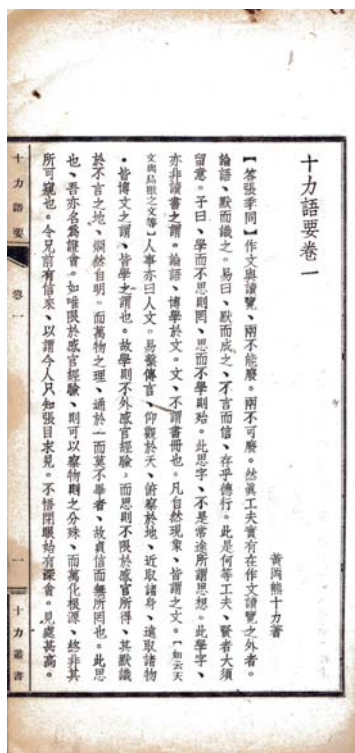 十力語要卷一
黃岡熊十力著
【答張季同】作文與讀覽、兩不能廢。兩不可廢。然眞工夫實有在作文讀覽之外者。
論語、默而識之。易曰、默而成之、不言而信、存乎德行。此是何等工夫、賢者大須
留意。子曰、學而不思則罔、思而不學則殆。此思字、不是常途所謂思想。此學字、
亦非讀書之謂。論語、博學於文。文、不謂書冊也。凡自然現象、皆謂之文。【如云天
文與鳥獸之文等】人事亦曰人文。易繫傳言、仰觀於天、俯察於地、近取諸身、遠取諸物
。皆博文之謂、皆學之謂也。故學則不外感官經驗。而思則不限於感官所得、其默識
於不言之地、烱然自明。而萬物之理、通於一而莫不畢者、故眞信而無所罔也。此思
也、吾亦名爲證會。如唯限於感官經驗、則可以察物則之分殊、而萬化根源、終非其
所可窺也。令兄前有信來、以謂今人只知張目求見。不悟閉眼始有深會。見處甚高。
十力語要
卷一
一
十力叢書